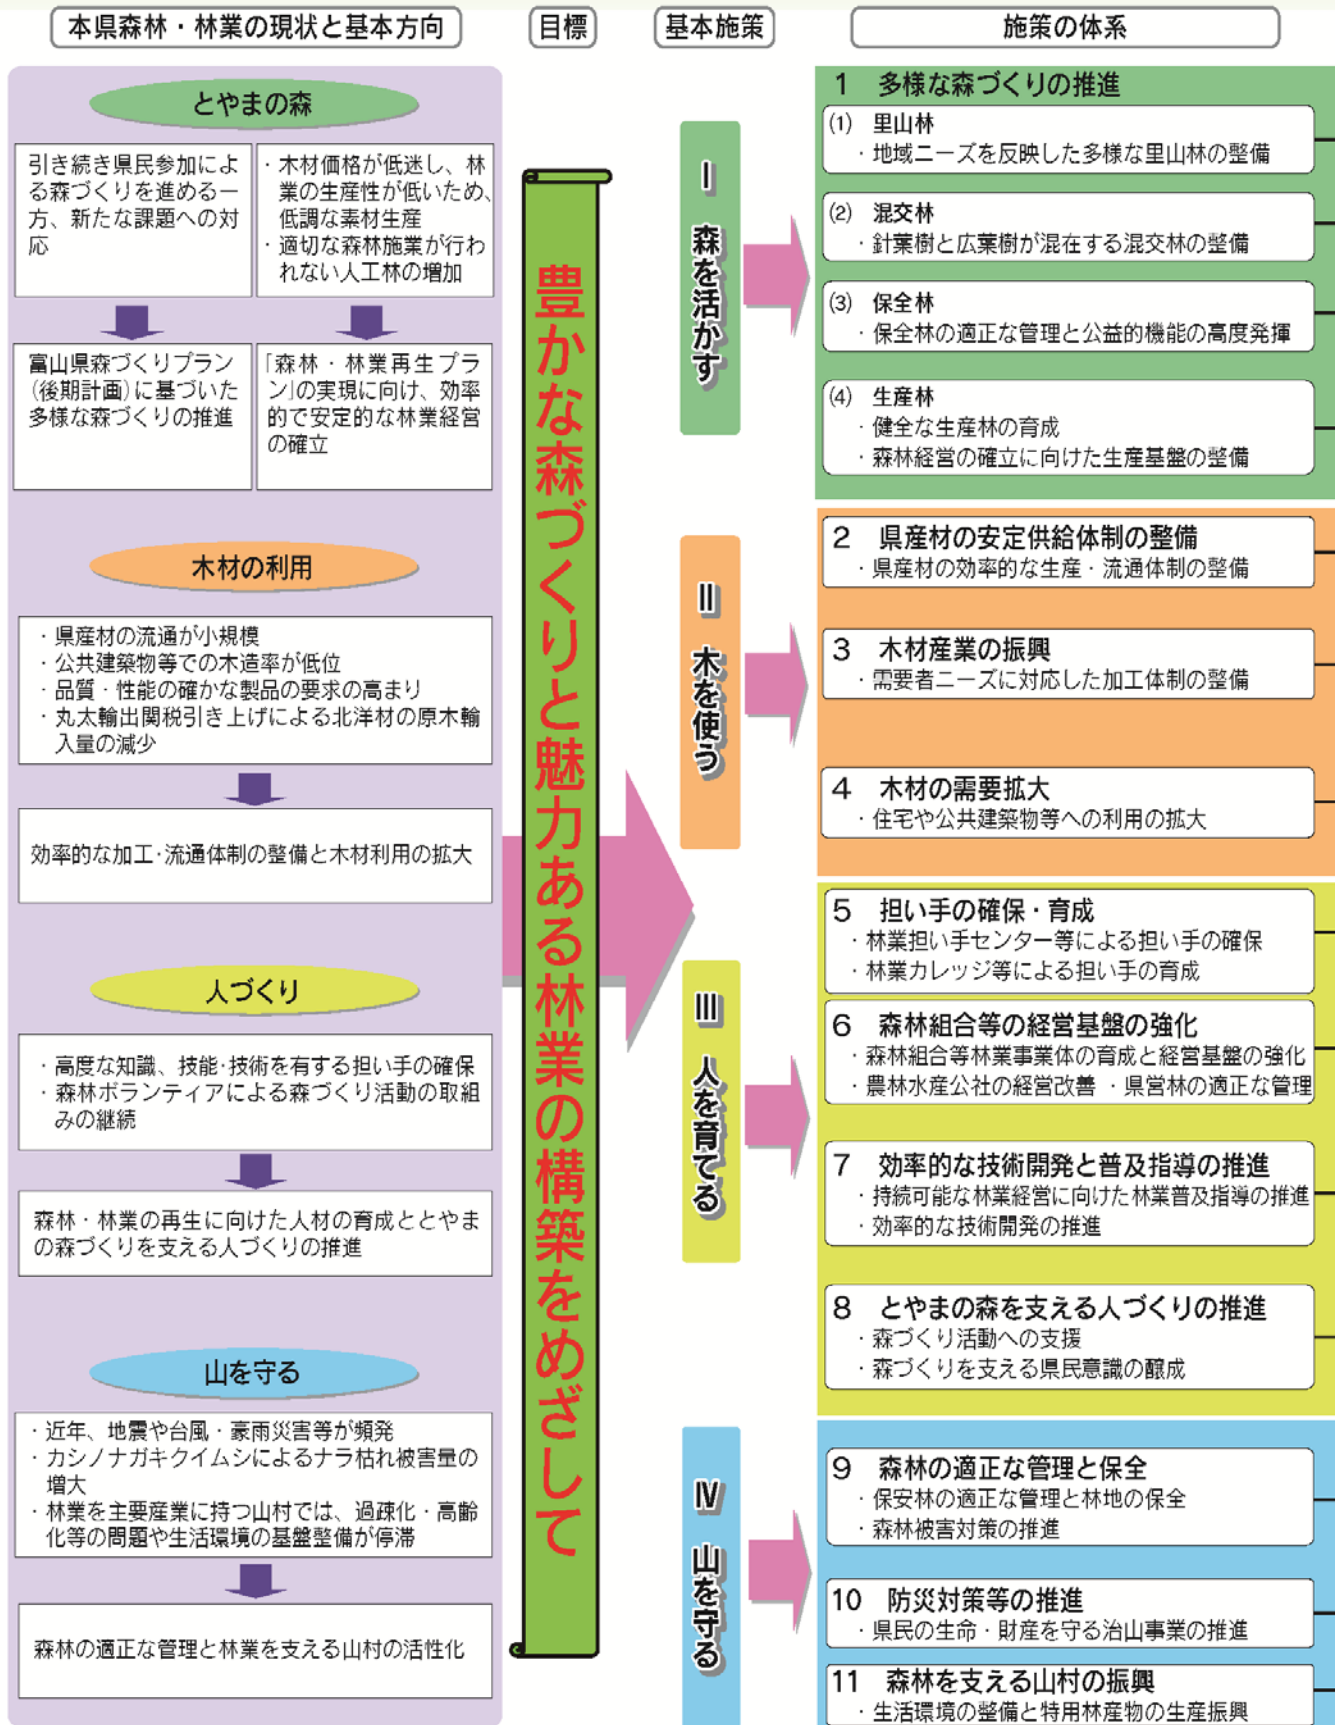 本県森林・林業の現状と基本方向
目標
基本施策
施策の体系
とやまの森
引き続き県民参加によ
る森づくりを進める一
方、新たな課題への対
応
・木材価格が低迷し、林
業の生産性が低いため、
低調な素材生産
・適切な森林施業が行わ
れない人工林の増加
富山県森づくりプラン
(後期計画)に基づいた
多様な森づくりの推進
「森林・林業再生プラ
ン」の実現に向け、効率
的で安定的な林業経営
の確立
木材の利用
・県産材の流通が小規模
・公共建築物等での木造率が低位
・品質・性能の確かな製品の要求の高まり
・丸太輸出関税引き上げによる北洋材の原木輸
入量の減少
効率的な加工・流通体制の整備と木材利用の拡大
人づくり
・高度な知識、技能・技術を有する担い手の確保
・森林ボランティアによる森づくり活動の取組
みの継続
森林・林業の再生に向けた人材の育成ととやま
の森づくりを支える人づくりの推進
山を守る
・近年、地震や台風・豪雨災害等が頻発
・カシノナガキクイムシによるナラ枯れ被害量の
増大
・林業を主要産業に持つ山村では、過疎化・高齢
化等の問題や生活環境の基盤整備が停滞
森林の適正な管理と林業を支える山村の活性化
豊かな森づくりと魅力ある林業の構築をめざして
Ⅰ 森を活かす
1 多様な森づくりの推進
(1) 里山林
・地域ニーズを反映した多様な里山林の整備
(2) 混交林
・針葉樹と広葉樹が混在する混交林の整備
(3) 保全林
・保全林の適正な管理と公益的機能の高度発揮
(4) 生産林
・健全な生産林の育成
・森林経営の確立に向けた生産基盤の整備
Ⅱ 木を使う
2 県産材の安定供給体制の整備
・県産材の効率的な生産・流通体制の整備
3 木材産業の振興
・需要者ニーズに対応した加工体制の整備
4 木材の需要拡大
・住宅や公共建築物等への利用の拡大
Ⅲ 人を育てる
5 担い手の確保・育成
・林業担い手センター等による担い手の確保
・林業カレッジ等による担い手の育成
6 森林組合等の経営基盤の強化
・森林組合等林業事業体の育成と経営基盤の強化
・農林水産公社の経営改善 ・県営林の適正な管理
7 効率的な技術開発と普及指導の推進
・持続可能な林業経営に向けた林業普及指導の推進
・効率的な技術開発の推進
8 とやまの森を支える人づくりの推進
・森づくり活動への支援
・森づくりを支える県民意識の醸成
Ⅳ 山を守る
9 森林の適正な管理と保全
・保安林の適正な管理と林地の保全
・森林被害対策の推進
10 防災対策等の推進
・県民の生命・財産を守る治山事業の推進
11 森林を支える山村の振興
・生活環境の整備と特用林産物の生産振興